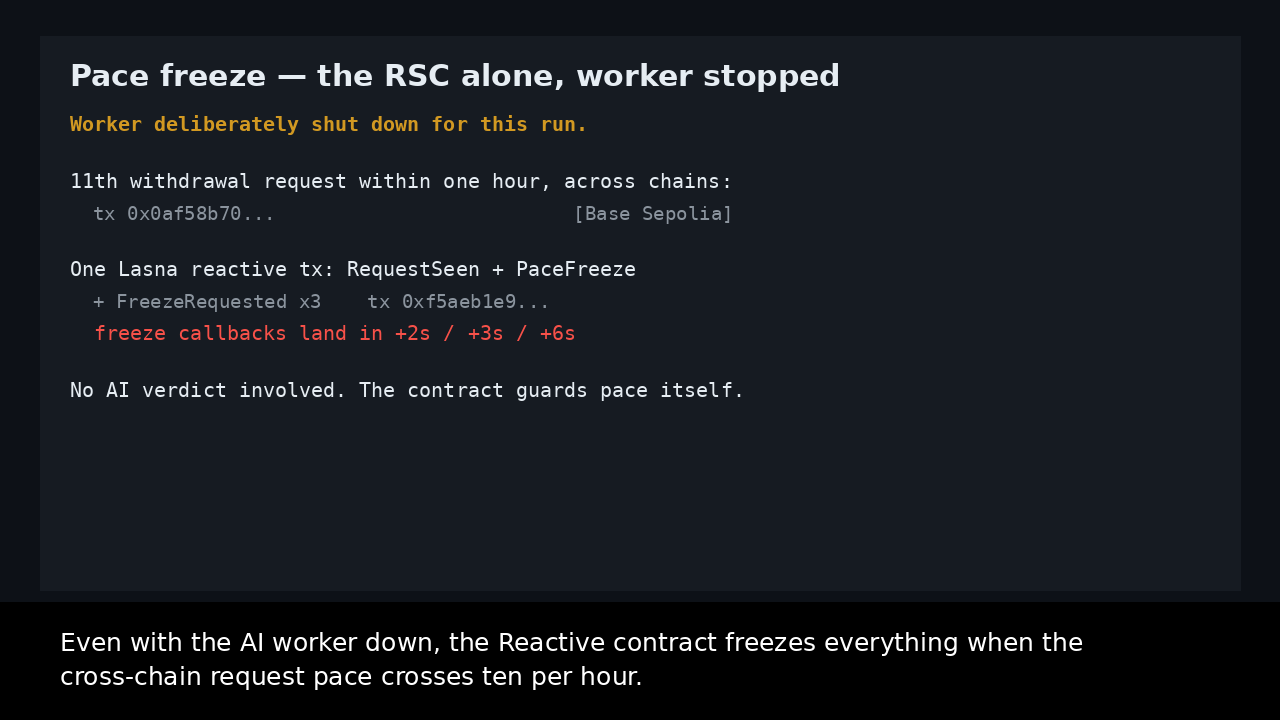 Pace freeze — the RSC alone, worker stopped
Worker deliberately shut down for this run.
11th withdrawal request within one hour, across chains:
tx 0x0af58b70... [Base Sepolia]
One Lasna reactive tx: RequestSeen + PaceFreeze
+ FreezeRequested x3 tx 0xf5aeb1e9...
freeze callbacks land in +2s / +3s / +6s
No AI verdict involved. The contract guards pace itself.
Even with the AI worker down, the Reactive contract freezes everything when the
cross-chain request pace crosses ten per hour.